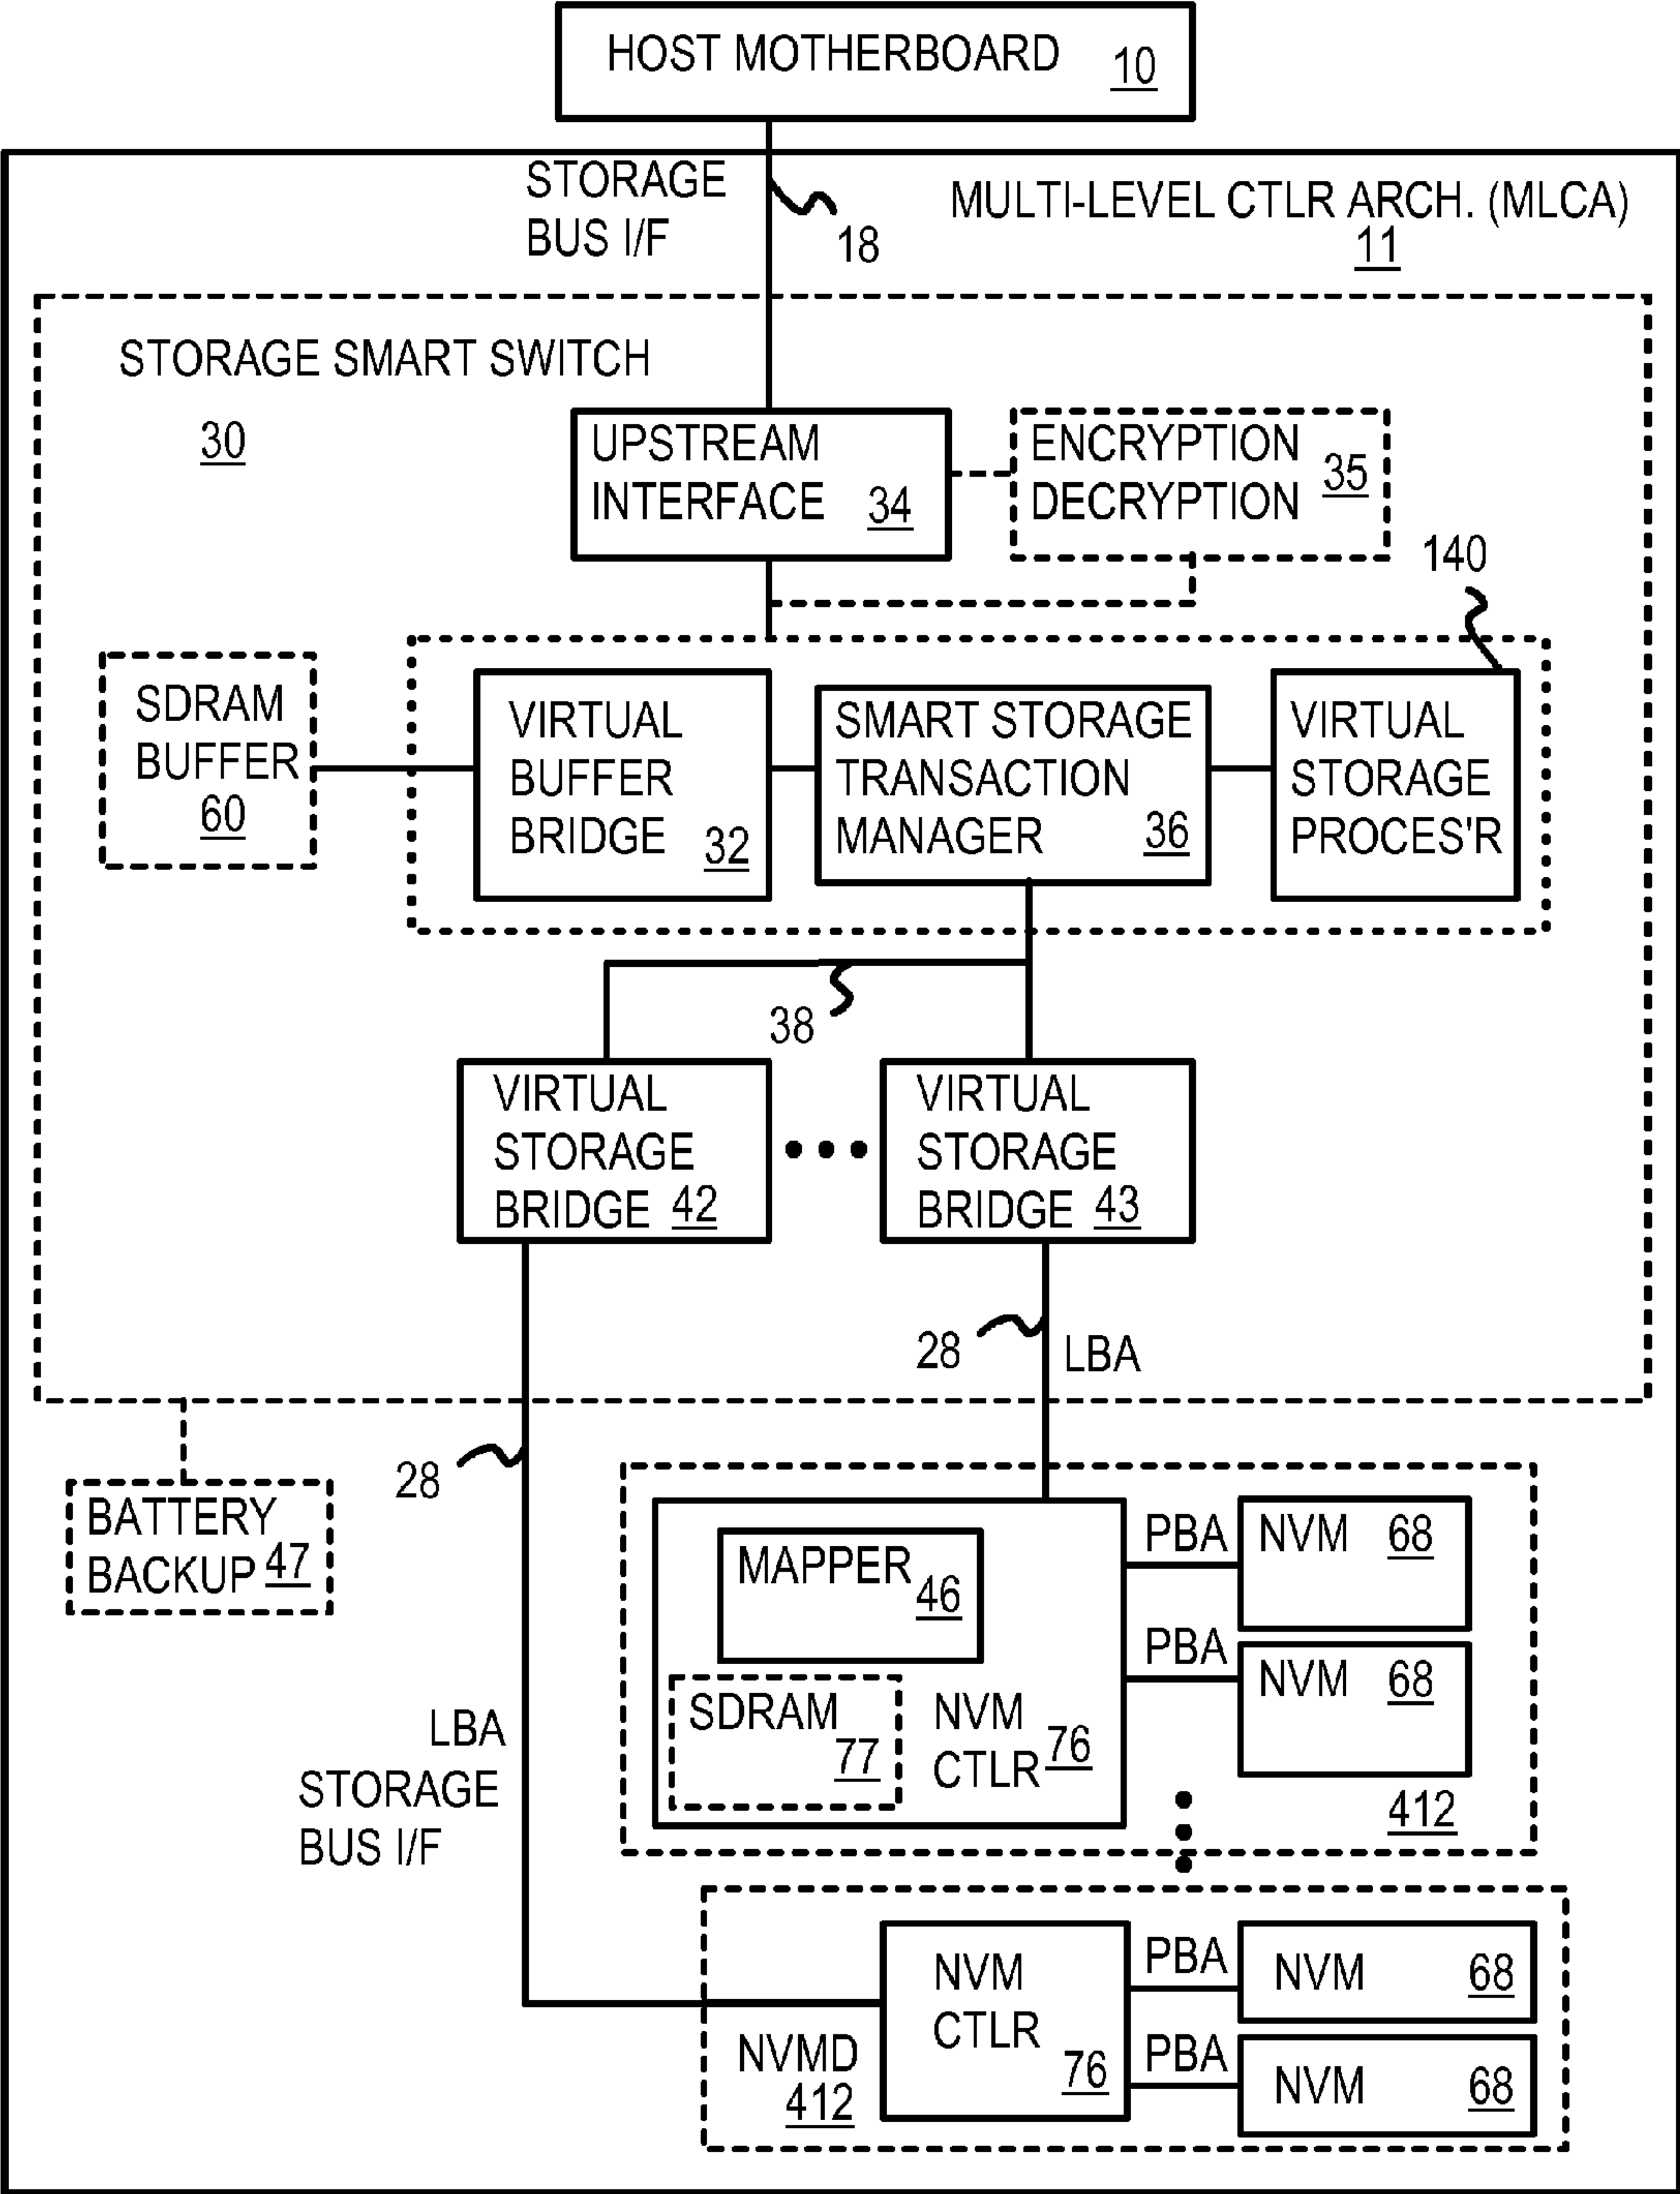 HOST MOTHERBOARD 10
STORAGE
BUS I/F
18
MULTI-LEVEL CTLR ARCH. (MLCA)
11
STORAGE SMART SWITCH
30
UPSTREAM
INTERFACE 34
ENCRYPTION
DECRYPTION 35
140
SDRAM
BUFFER
60
VIRTUAL
BUFFER
BRIDGE 32
SMART STORAGE
TRANSACTION
MANAGER 36
VIRTUAL
STORAGE
PROCES'R
38
VIRTUAL
STORAGE
BRIDGE 42
VIRTUAL
STORAGE
BRIDGE 43
28 LBA
28
BATTERY
BACKUP 47
MAPPER
46
SDRAM
77
NVM
CTLR 76
PBA
NVM 68
PBA
NVM 68
412
LBA
STORAGE
BUS I/F
NVMD
412
NVM
CTLR
76
PBA
NVM 68
PBA
NVM 68